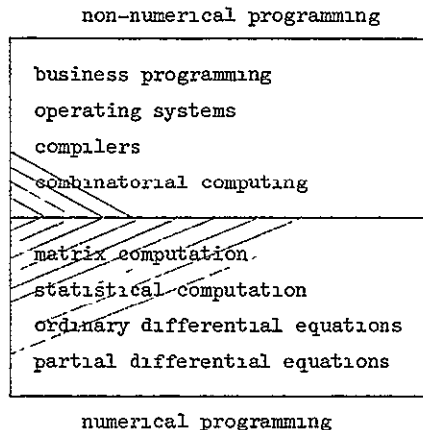 non-numerical programming
business programming
operating systems
compilers
combinatorial computing
matrix computation
statistical computation
ordinary differential equations
partial differential equations
numerical programming